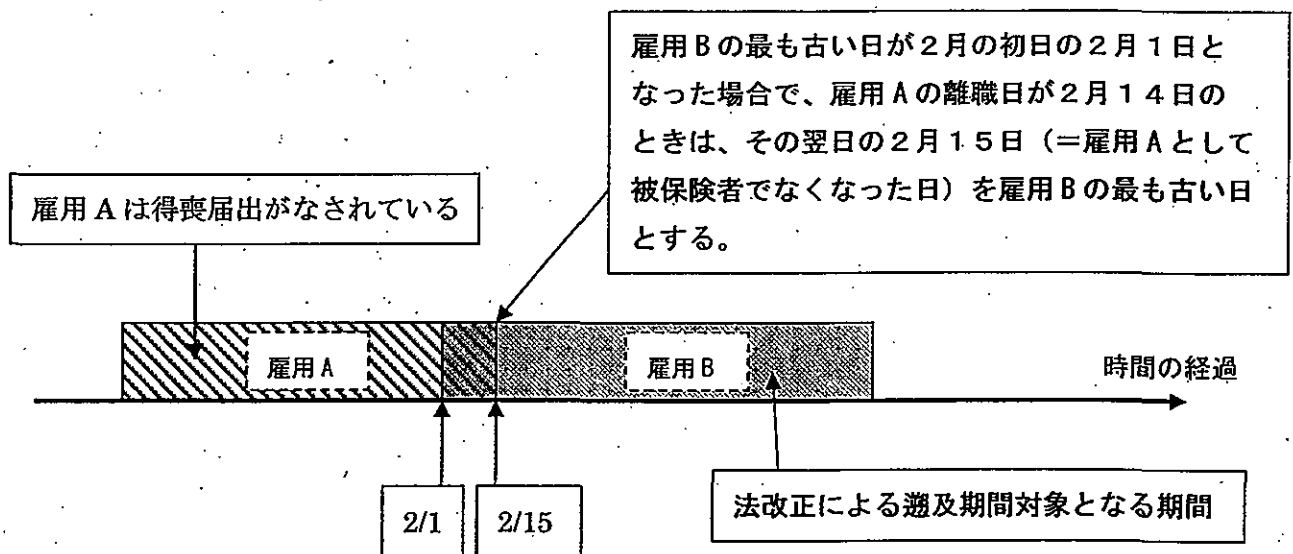 雇用Bの最も古い日が2月の初日の2月1日と
なった場合で、雇用Aの離職日が2月14日の
ときは、その翌日の2月15日(=雇用Aとして
被保険者でなくなった日)を雇用Bの最も古い日
とする。
雇用Aは得喪届出がなされている
雇用A
雇用B
時間の経過
2/1
2/15
法改正による遡及期間対象となる期間